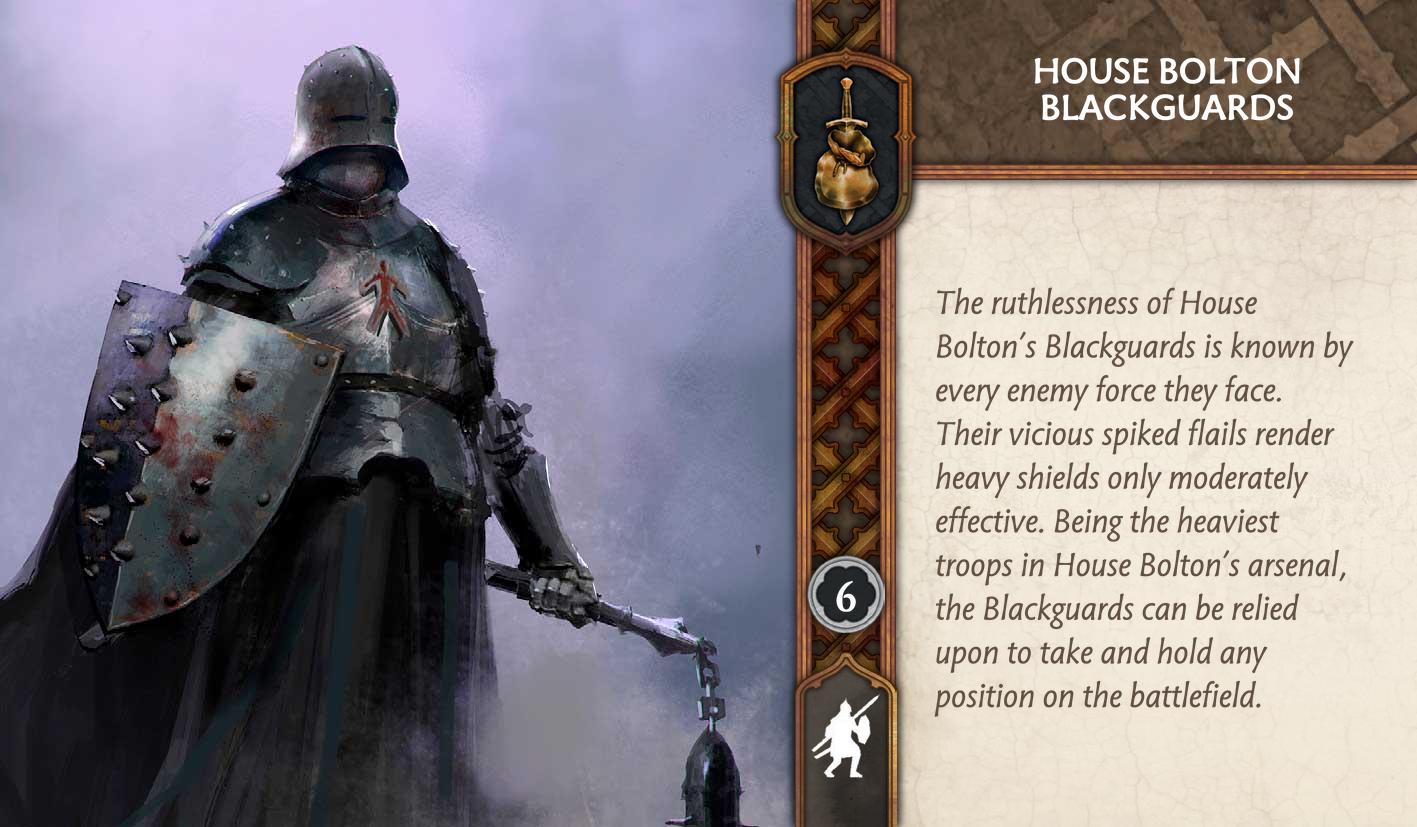 HOUSE BOLTON
BLACKGUARDS
The ruthlessness of House
Bolton's Blackguards is known by
every enemy force they face.
Their vicious spiked flails render
heavy shields only moderately
effective. Being the heaviest
troops in House Bolton's arsenal,
the Blackguards can be relied
upon to take and hold any
position on the battlefield.
6